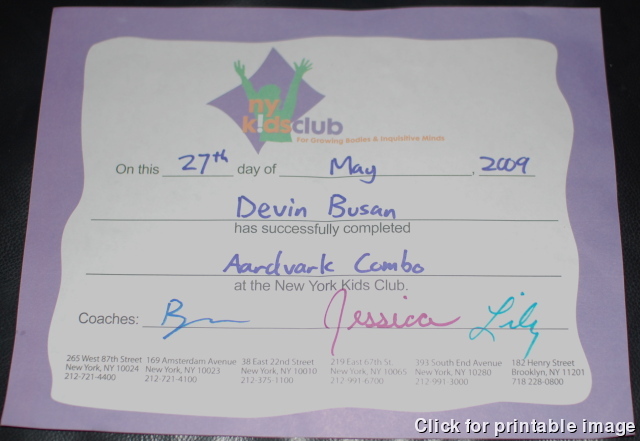 ny
k!dsclub
For Growing Bodies & Inquisitive Minds
On this 27th day of May, 2009
Devin Busan
has successfully completed
Aardvark Combo
at the New York Kids Club.
Coaches: Jessica Lily
265 West 87th Street 169 Amsterdam Avenue 38 East 22nd Street 219 East 67th St. 393 South End Avenue 182 Henry Street
New York, NY 10024 New York, NY 10023 New York, NY 10010 New York, NY 10065 New York, NY 10280 Brooklyn, NY 11201
212-721-4400 212-721-4100 212-375-1100 212-991-6700 212-991-3000 718 228-0800
Click for printable image